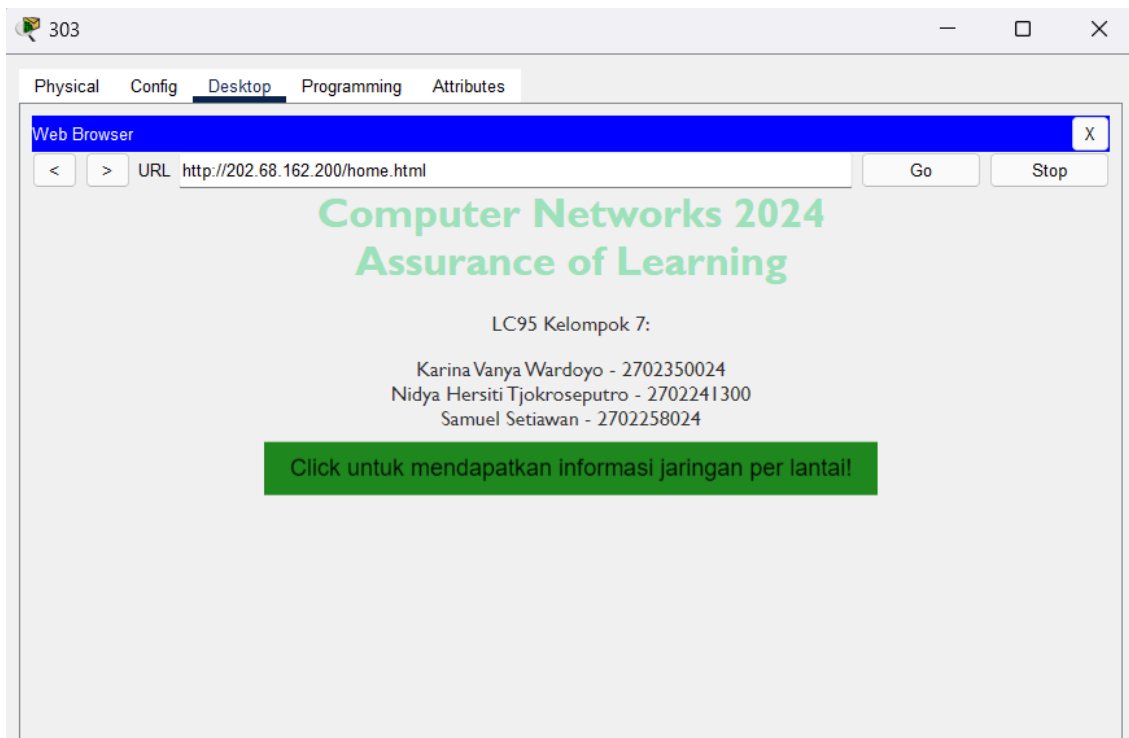 303
Physical Config Desktop Programming Attributes
Web Browser X
< > URL http://202.68.162.200/home.html Go Stop
Computer Networks 2024
Assurance of Learning
LC95 Kelompok 7:
Karina Vanya Wardoyo - 2702350024
Nidya Hersiti Tjokroseputro - 2702241300
Samuel Setiawan - 2702258024
Click untuk mendapatkan informasi jaringan per lantai!